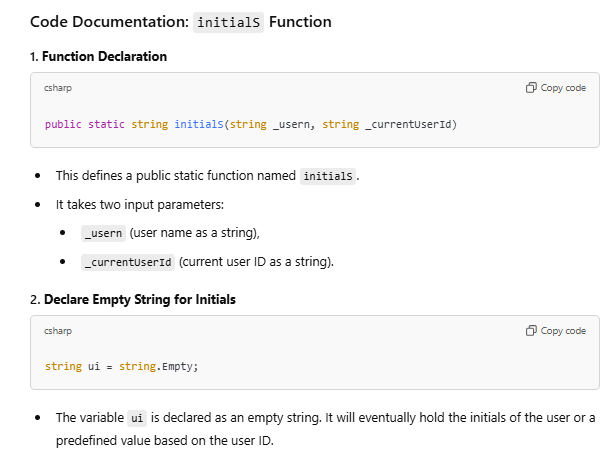 Code Documentation: initialS Function
1. Function Declaration
csharp Copy code
public static string initialS(string _usern, string _currentUserId)
• This defines a public static function named initialS.
• It takes two input parameters:
• _usern (user name as a string),
• _currentUserId (current user ID as a string).
2. Declare Empty String for Initials
csharp Copy code
string ui = string.Empty;
• The variable ui is declared as an empty string. It will eventually hold the initials of the user or a
predefined value based on the user ID.